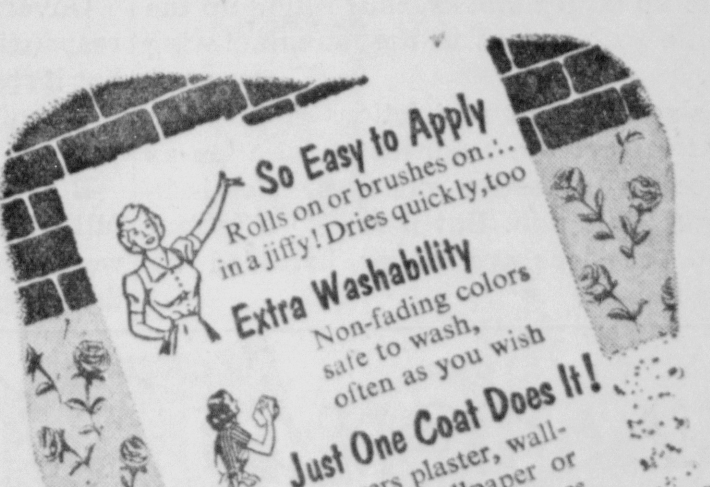 So Easy to Apply
Rolls on or brushes on...
in a jiffy! Dries quickly, too
Extra Washability
Non-fading colors
safe to wash,
often as you wish
Just One Coat Does It!
plaster, wall-
or